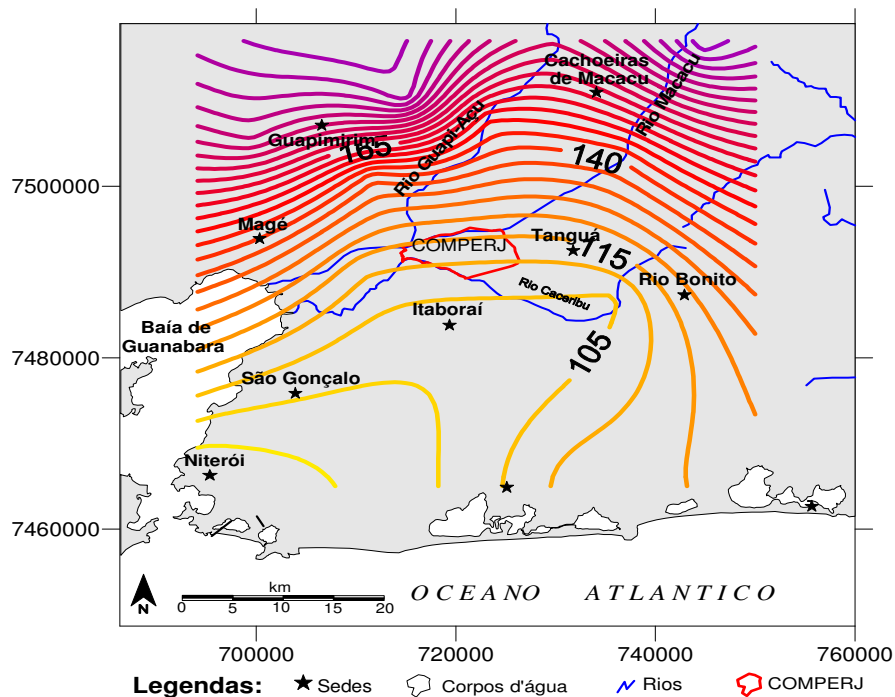 Cachoeiras
de Macacu
Rio Macacu
Guapimirim
165
Rio Guapi-Açu
140
7500000
Magé
COMPERJ
Tanguá
115
Rio Bonito
Rio Caceribu
Itaboraí
Baía de
Guanabara
7480000
105
São Gonçalo
Niterói
7460000
N
km
0 5 10 20
OCEANO ATLANTICO
700000 720000 740000 760000
Legendas: Sedes Corpos d'água Rios COMPERJ